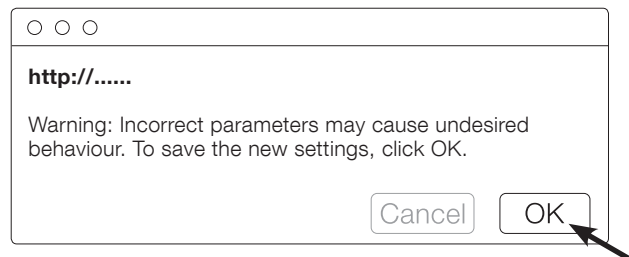 http://......
Warning: Incorrect parameters may cause undesired
behaviour. To save the new settings, click OK.
Cancel OK